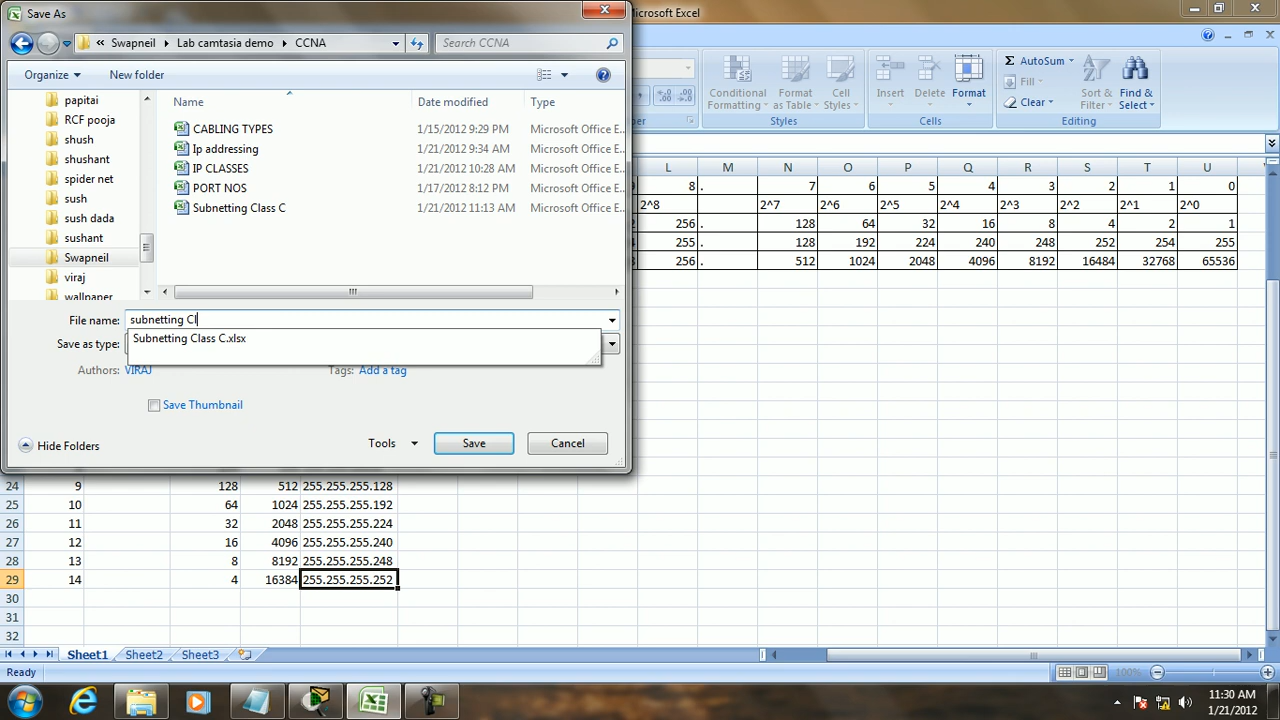 Save As
Microsoft Excel
Swapneil
Lab camtasia demo
CCNA
Search CCNA
Organize
New folder
papitai
RCF pooja
shush
shushant
spider net
sush
sush dada
sushant
Swapneil
viraj
wallpaper
Name Date modified Type
CABLING TYPES 1/15/2012 9:29 PM Microsoft Office E...
Ip addressing 1/21/2012 9:34 AM Microsoft Office E...
IP CLASSES 1/21/2012 10:28 AM Microsoft Office E...
PORT NOS 1/17/2012 8:12 PM Microsoft Office E...
Subnetting Class C 1/21/2012 11:13 AM Microsoft Office E...
File name: subnetting Cl
Subnetting Class C.xlsx
Save as type:
Authors: VIRAJ Tags: Add a tag
Save Thumbnail
Hide Folders
Tools
Save
Cancel
Conditional Formatting
Format as Table
Cell Styles
Styles
Insert
Delete
Format
Cells
AutoSum
Fill
Clear
Sort & Filter
Find & Select
Editing
L M N O P Q R S T U
8 . 7 6 5 4 3 2 1 0
2^8 2^7 2^6 2^5 2^4 2^3 2^2 2^1 2^0
256 . 128 64 32 16 8 4 2 1
255 . 128 192 224 240 248 252 254 255
256 . 512 1024 2048 4096 8192 16484 32768 65536
24 9 128 512 255.255.255.128
25 10 64 1024 255.255.255.192
26 11 32 2048 255.255.255.224
27 12 16 4096 255.255.255.240
28 13 8 8192 255.255.255.248
29 14 4 16384 255.255.255.252
30
31
32
Sheet1 Sheet2 Sheet3
Ready
100%
11:30 AM
1/21/2012